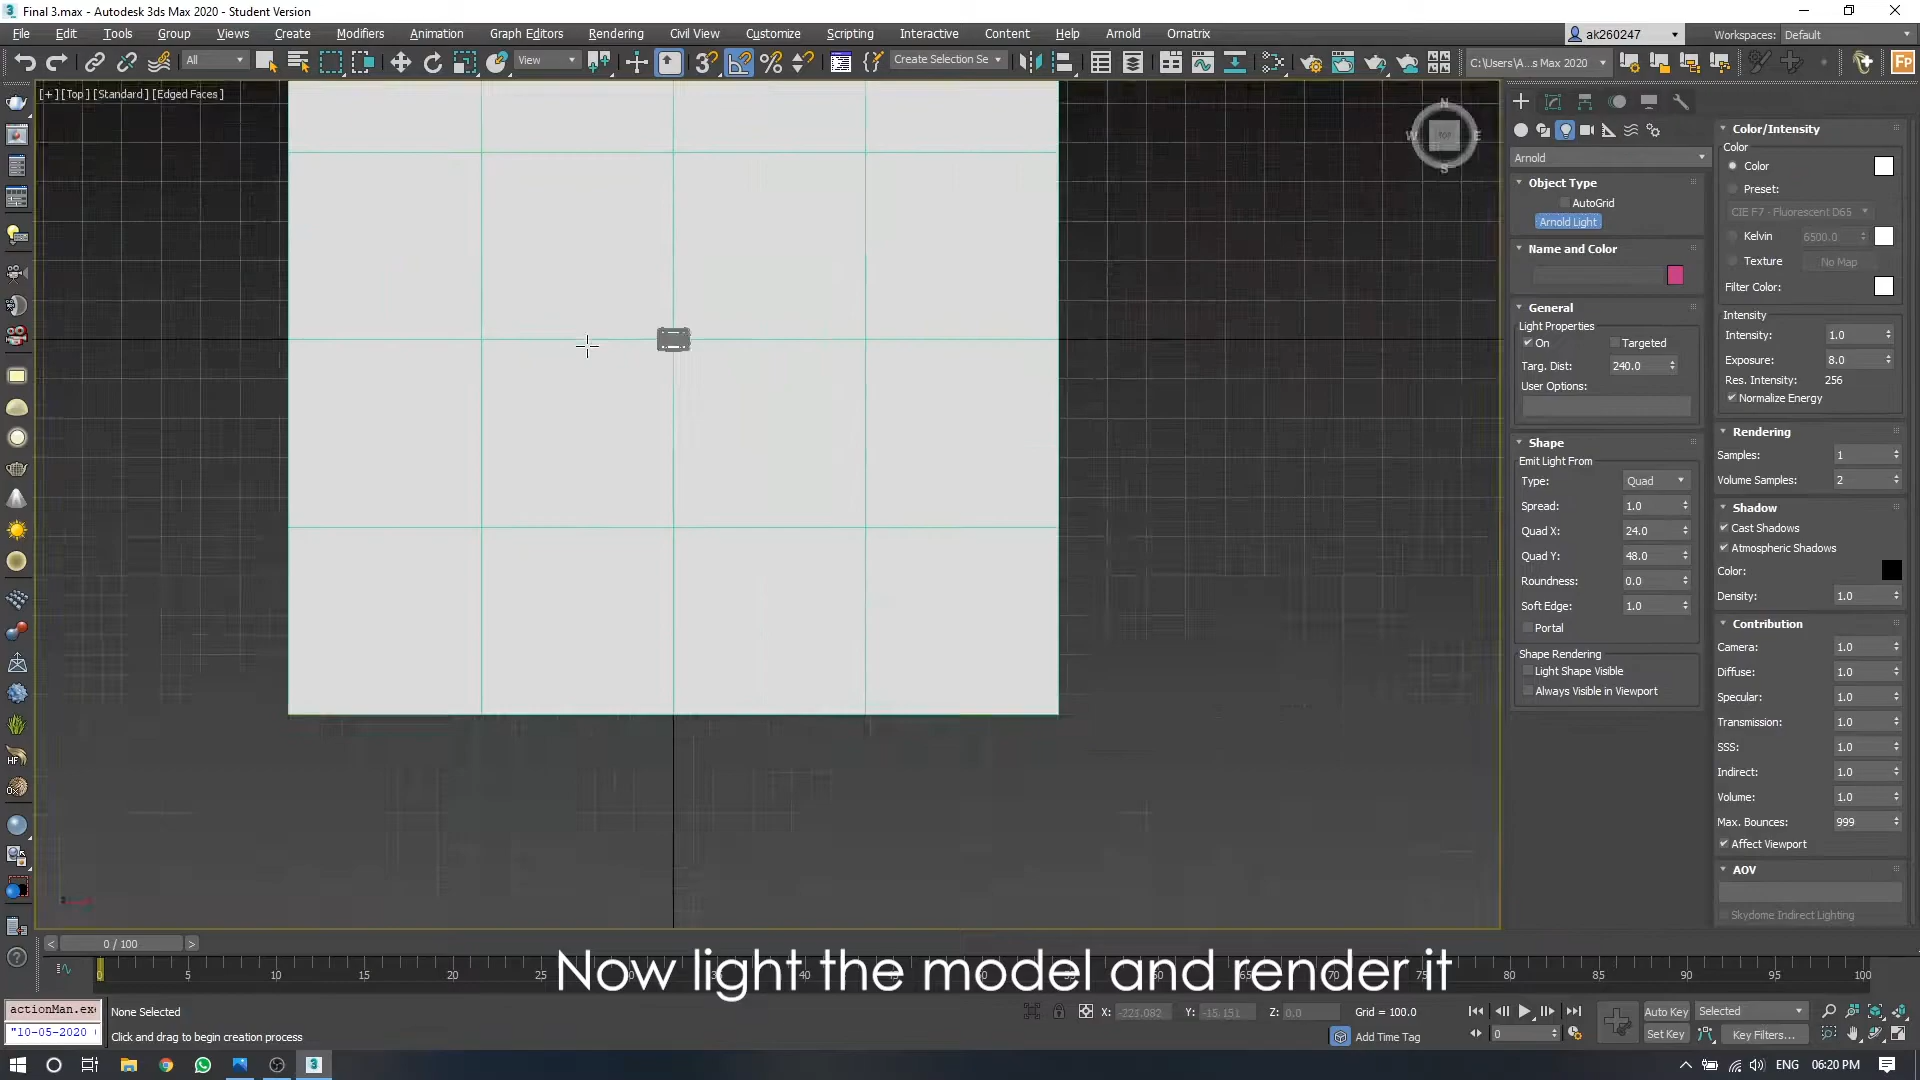 Final 3.max - Autodesk 3ds Max 2020 - Student Version
File Edit Tools Group Views Create Modifiers Animation Graph Editors Rendering Civil View Customize Scripting Interactive Content Help Arnold Ornatrix
ak260247
Workspaces: Default
All
View
Create Selection Se
C:\Users\A...s Max 2020
[+] [Top] [Standard] [Edged Faces]
N
W TOP E
S
Arnold
Object Type
AutoGrid
Arnold Light
Name and Color
General
Light Properties
On Targeted
Targ. Dist: 240.0
User Options:
Shape
Emit Light From
Type: Quad
Spread: 1.0
Quad X: 24.0
Quad Y: 48.0
Roundness: 0.0
Soft Edge: 1.0
Portal
Shape Rendering
Light Shape Visible
Always Visible in Viewport
Color/Intensity
Color
Color
Preset:
CIE F7 - Fluorescent D65
Kelvin 6500.0
Texture No Map
Filter Color:
Intensity
Intensity: 1.0
Exposure: 8.0
Res. Intensity: 256
Normalize Energy
Rendering
Samples: 1
Volume Samples: 2
Shadow
Cast Shadows
Atmospheric Shadows
Color:
Density: 1.0
Contribution
Camera: 1.0
Diffuse: 1.0
Specular: 1.0
Transmission: 1.0
SSS: 1.0
Indirect: 1.0
Volume: 1.0
Max. Bounces: 999
Affect Viewport
AOV
Skydome Indirect Lighting
0 / 100
Now light the model and render it
0 5 10 15 20 25 80 85 90 95 100
actionMan.exe
None Selected
X: -223.082 Y: -15.151 Z: 0.0 Grid = 100.0
Auto Key Selected
"10-05-2020
Click and drag to begin creation process
Add Time Tag
0
Set Key Key Filters...
ENG 06:20 PM